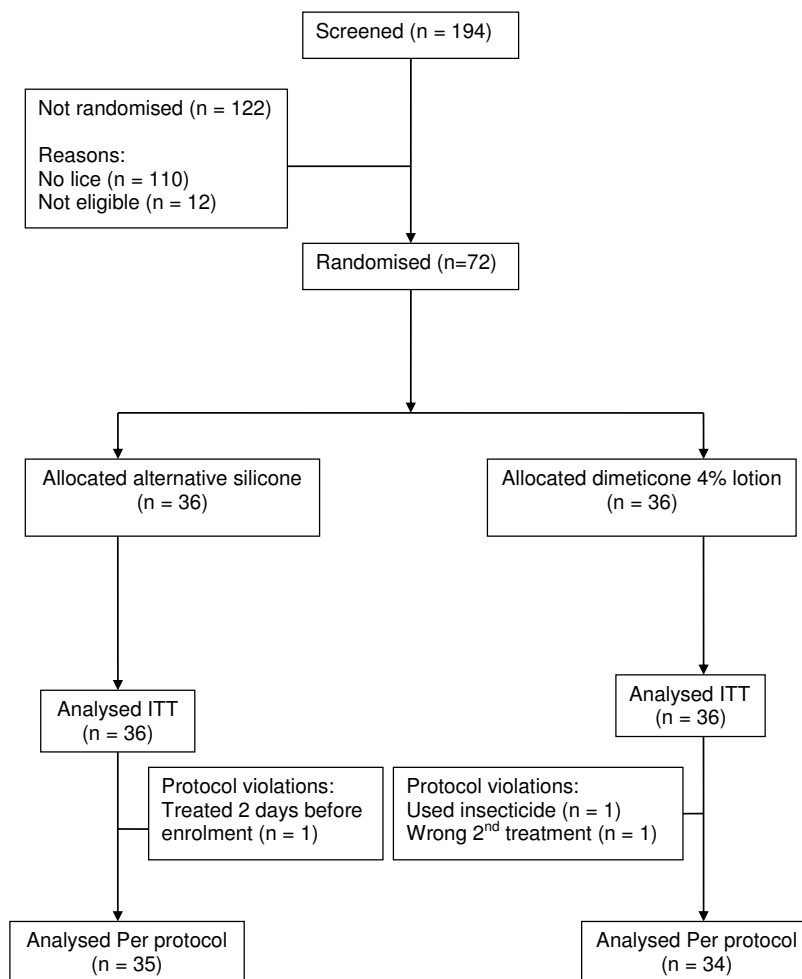 Screened (n = 194)
Not randomised (n = 122)
Reasons:
No lice (n = 110)
Not eligible (n = 12)
Randomised (n=72)
Allocated alternative silicone
(n = 36)
Allocated dimeticone 4% lotion
(n = 36)
Analysed ITT
(n = 36)
Analysed ITT
(n = 36)
Protocol violations:
Treated 2 days before
enrolment (n = 1)
Protocol violations:
Used insecticide (n = 1)
Wrong 2nd treatment (n = 1)
Analysed Per protocol
(n = 35)
Analysed Per protocol
(n = 34)